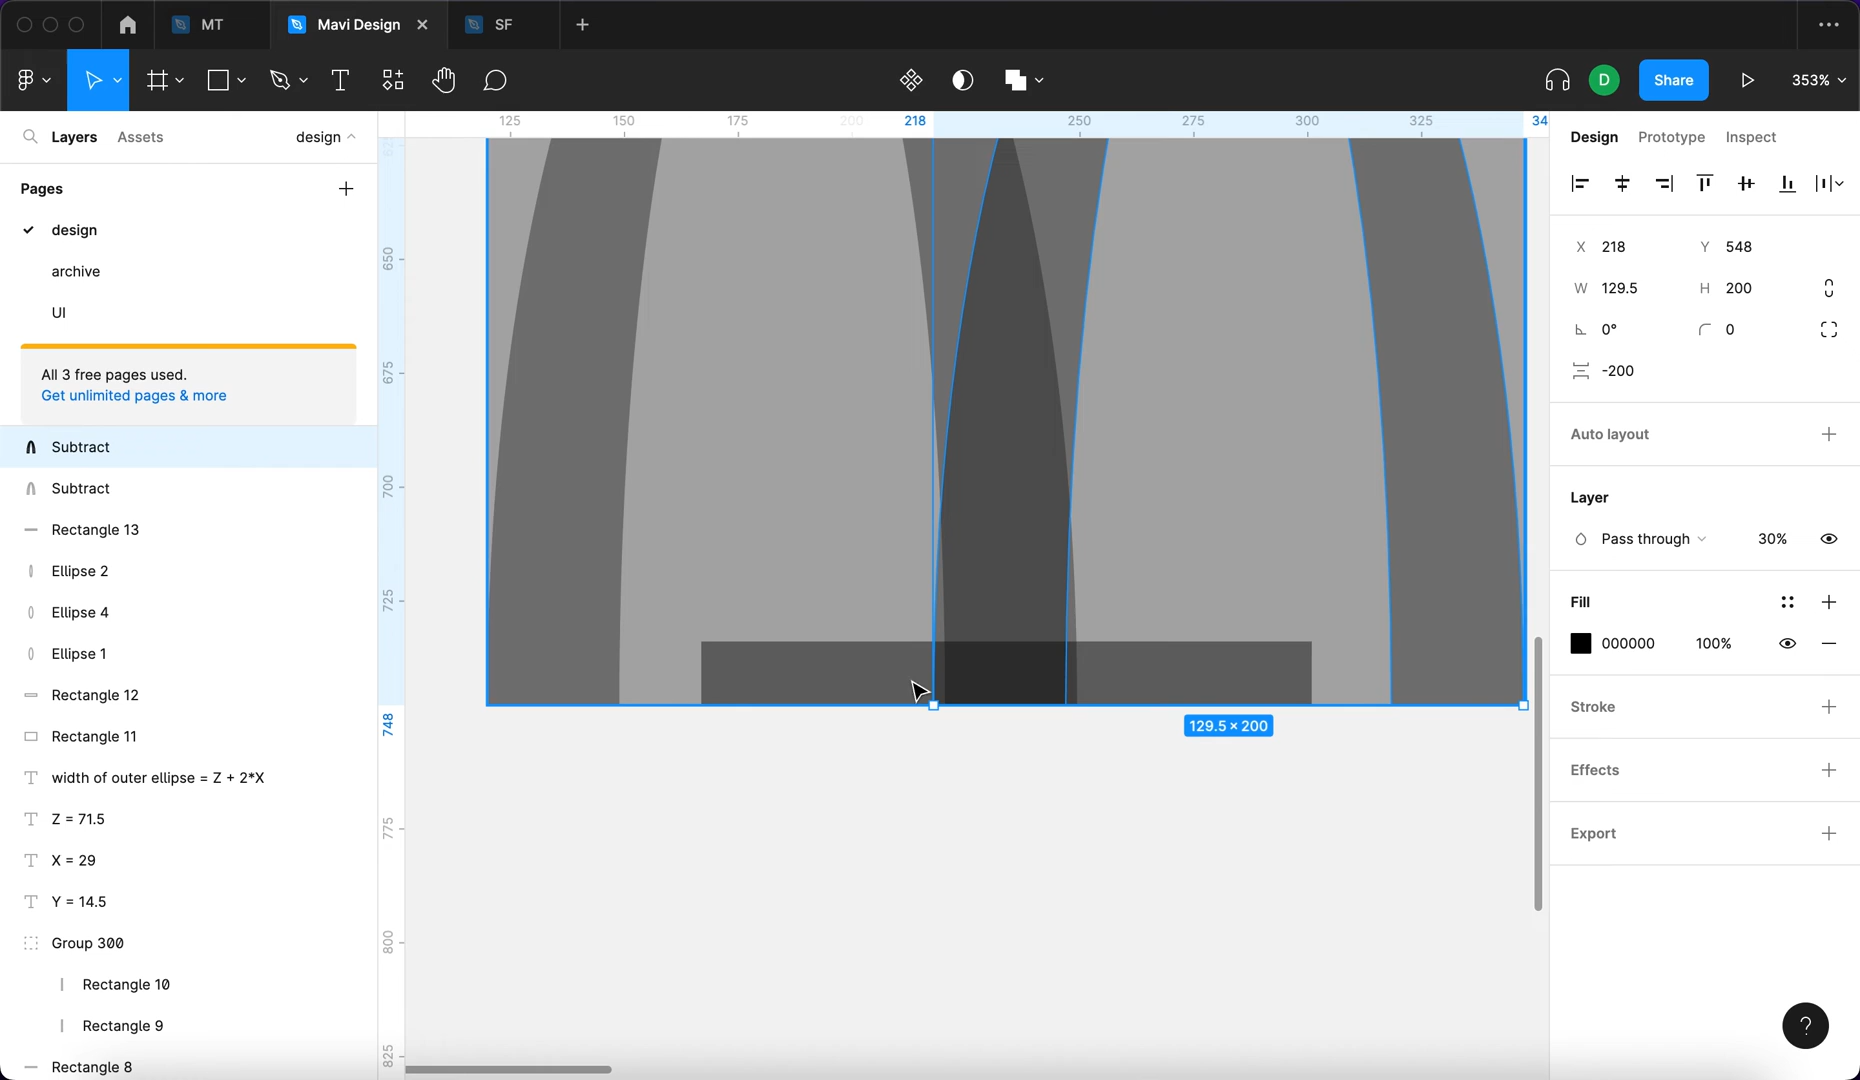 MT
Mavi Design
SF
D
Share
353%
Layers
Assets
design
125
150
175
200
218
250
275
300
325
34
Design
Prototype
Inspect
Pages
design
archive
UI
All 3 free pages used.
Get unlimited pages & more
Subtract
Subtract
Rectangle 13
Ellipse 2
Ellipse 4
Ellipse 1
Rectangle 12
Rectangle 11
width of outer ellipse = Z + 2*X
Z = 71.5
X = 29
Y = 14.5
Group 300
Rectangle 10
Rectangle 9
Rectangle 8
650
675
700
725
748
775
800
825
129.5 × 200
X 218 Y 548
W 129.5 H 200
0° 0
-200
Auto layout
Layer
Pass through 30%
Fill
000000 100%
Stroke
Effects
Export
?